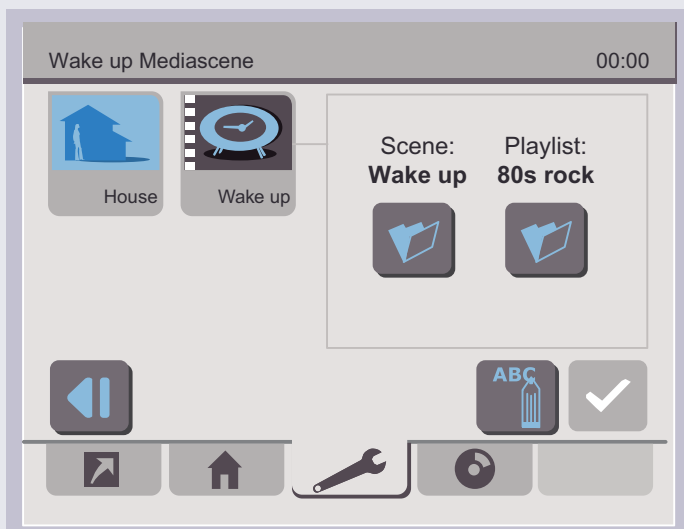 Wake up Mediascene 00:00
House
Wake up
Scene:
Wake up
Playlist:
80s rock
ABC